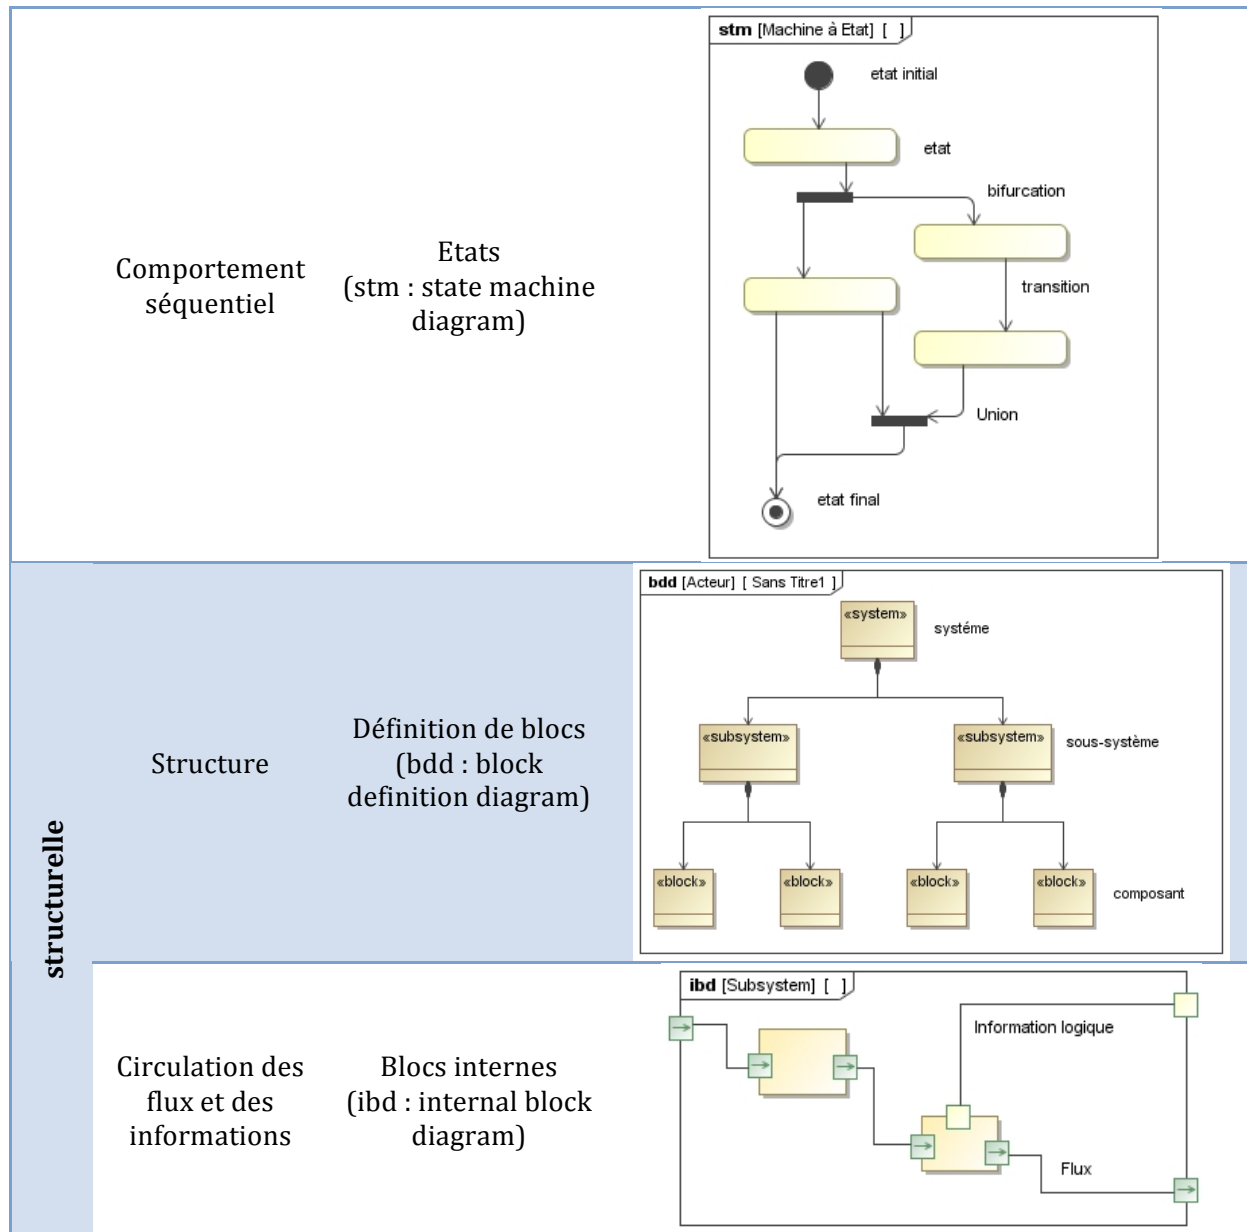 Comportement
séquentiel
Etats
(stm : state machine
diagram)
stm [Machine à Etat] [ ]
etat initial
etat
bifurcation
transition
Union
etat final
structurelle
Structure
Définition de blocs
(bdd : block
definition diagram)
bdd [Acteur] [ Sans Titre1 ]
«system»
systéme
«subsystem»
«subsystem»
sous-système
«block»
«block»
«block»
«block»
composant
Circulation des
flux et des
informations
Blocs internes
(ibd : internal block
diagram)
ibd [Subsystem] [ ]
Information logique
Flux